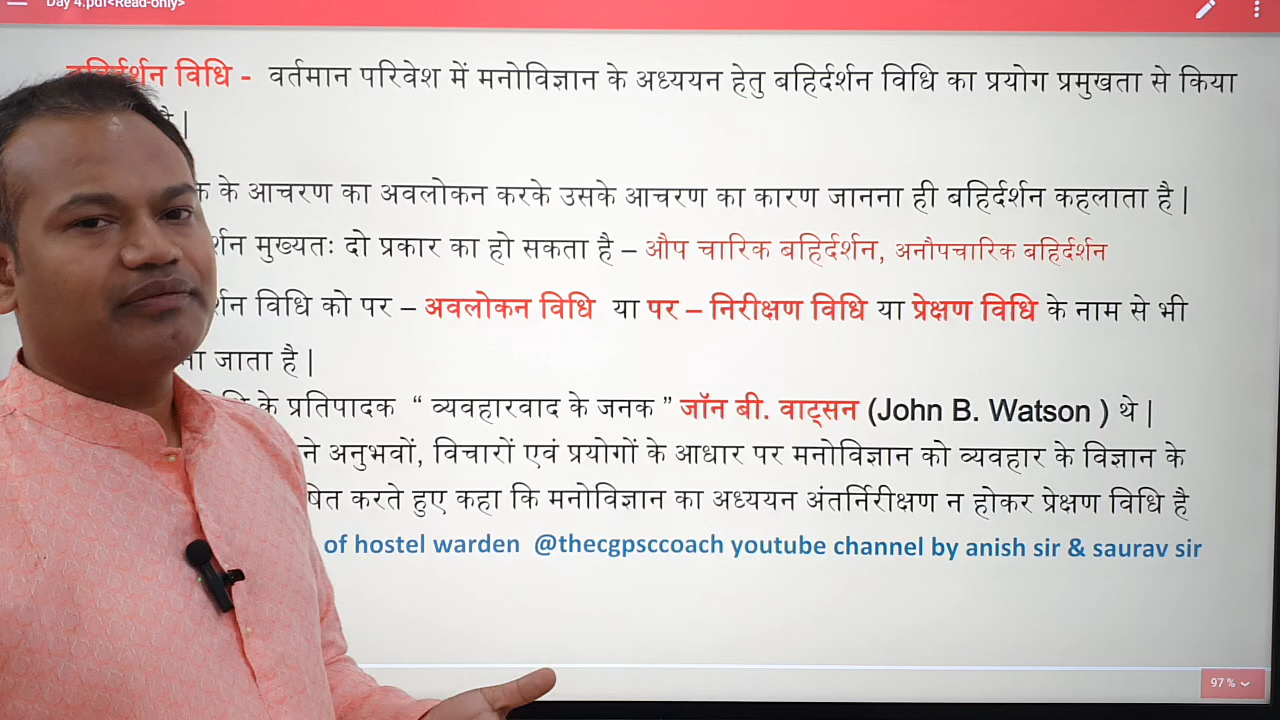 Day 4.pdf<Read-only>
बहिर्दर्शन विधि - वर्तमान परिवेश में मनोविज्ञान के अध्ययन हेतु बहिर्दर्शन विधि का प्रयोग प्रमुखता से किया
है |
के आचरण का अवलोकन करके उसके आचरण का कारण जानना ही बहिर्दर्शन कहलाता है |
मुख्यतः दो प्रकार का हो सकता है – औप चारिक बहिर्दर्शन, अनौपचारिक बहिर्दर्शन
विधि को पर – अवलोकन विधि या पर – निरीक्षण विधि या प्रेक्षण विधि के नाम से भी
जाता है |
के प्रतिपादक “ व्यवहारवाद के जनक ” जॉन बी. वाट्सन (John B. Watson ) थे |
अनुभवों, विचारों एवं प्रयोगों के आधार पर मनोविज्ञान को व्यवहार के विज्ञान के
करते हुए कहा कि मनोविज्ञान का अध्ययन अंतर्निरीक्षण न होकर प्रेक्षण विधि है
of hostel warden @thecgpsccoach youtube channel by anish sir & saurav sir
97 %